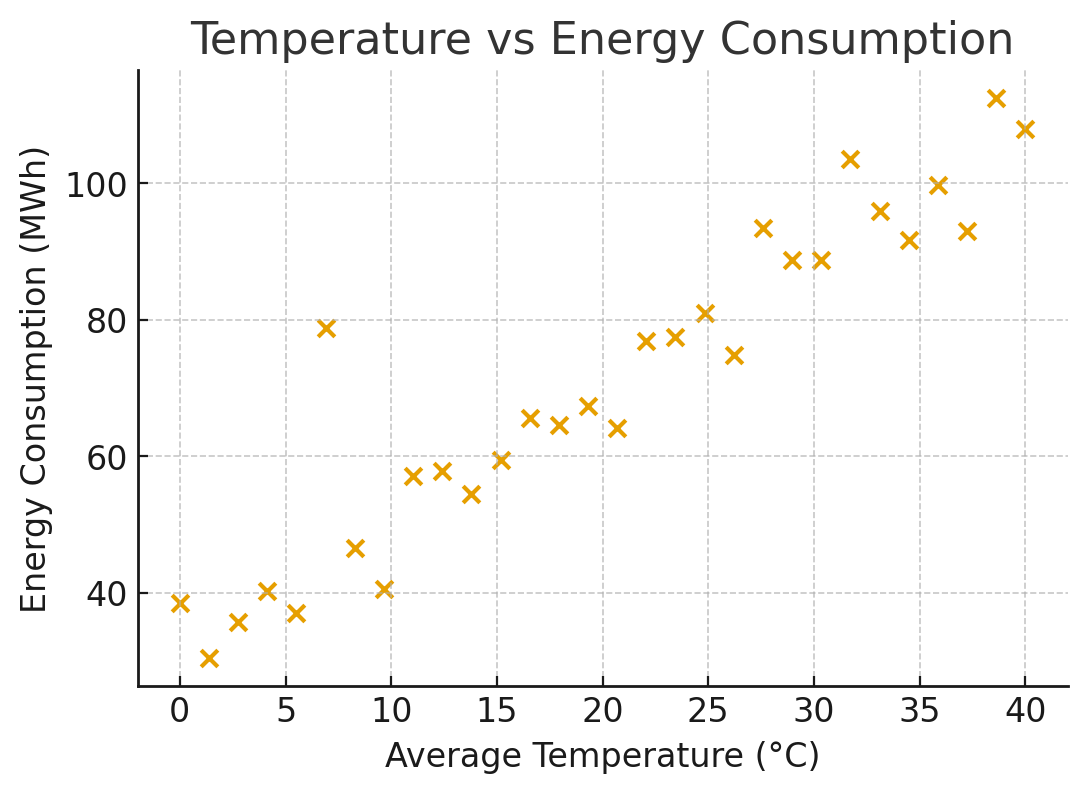 Temperature vs Energy Consumption
Energy Consumption (MWh)
100
80
60
40
0 5 10 15 20 25 30 35 40
Average Temperature (°C)